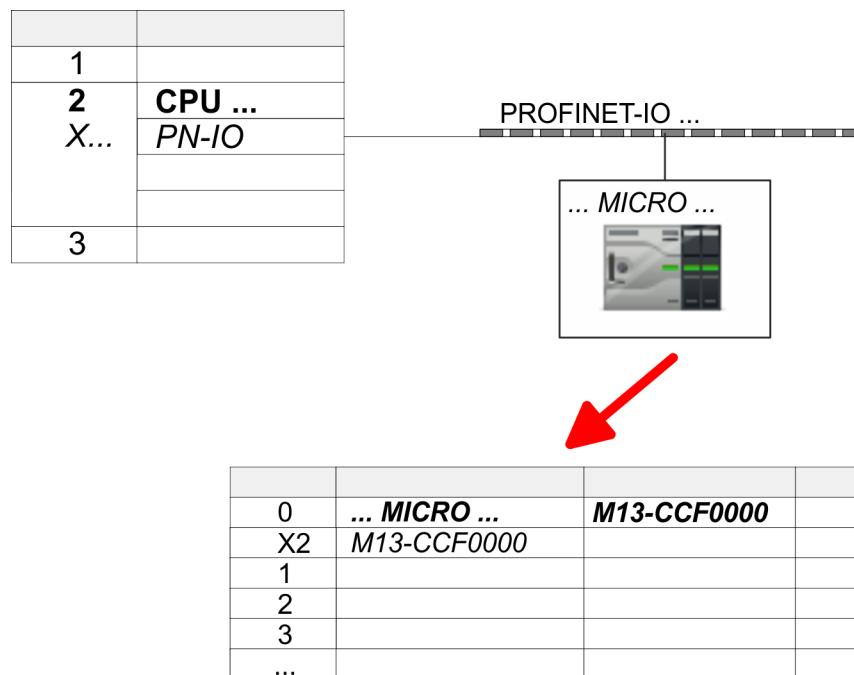 1
2 CPU ...
X... PN-IO
3
PROFINET-IO ...
... MICRO ...
0 ... MICRO ... M13-CCF0000
X2 M13-CCF0000
1
2
3
...